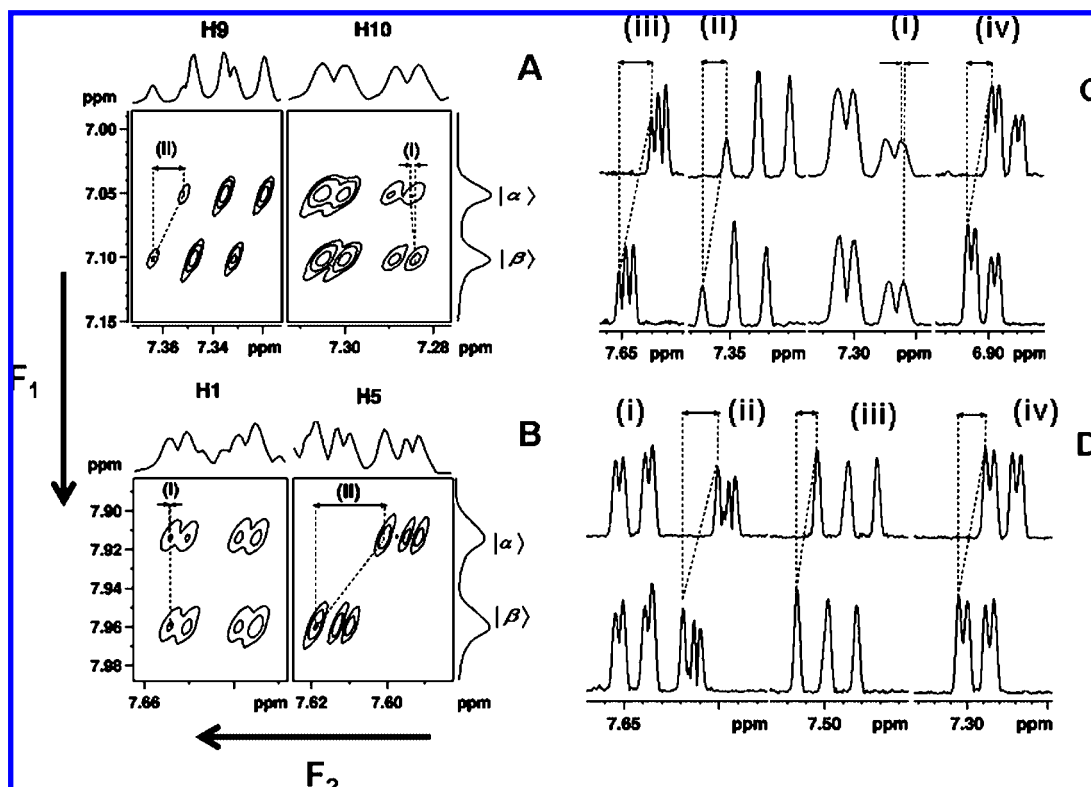 H9 H10
A
ppm
7.00
7.05
7.10
7.15
(II)
(I)
|α⟩
|β⟩
7.36 7.34 ppm 7.30 7.28 ppm
F1
H1 H5
B
ppm
7.90
7.92
7.94
7.96
7.98
(I)
(II)
|α⟩
|β⟩
7.66 ppm 7.62 7.60 ppm
F2
(iii) (ii) (i) (iv)
7.65 ppm 7.35 ppm 7.30 ppm 6.90 ppm
(i) (ii) (iii) (iv)
D
7.65 ppm 7.50 ppm 7.30 ppm